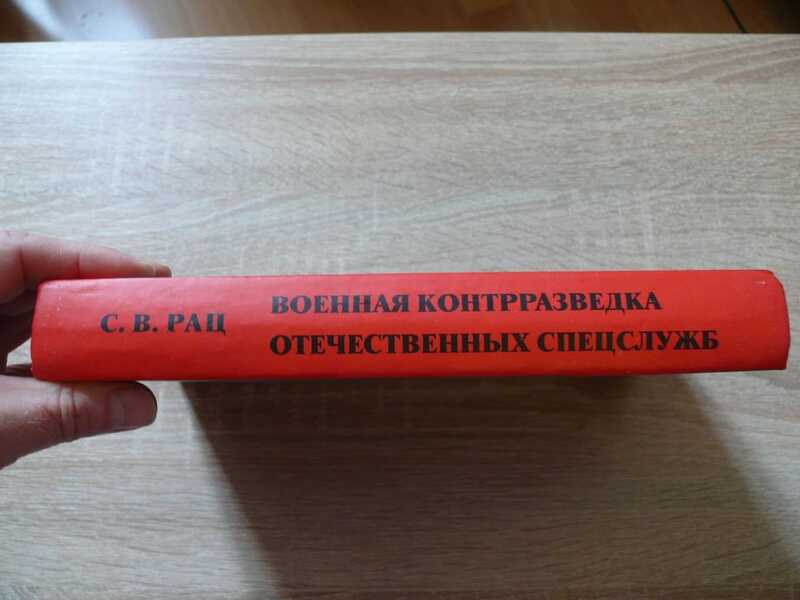 С. В. РАЦ
ВОЕННАЯ КОНТРРАЗВЕДКА
ОТЕЧЕСТВЕННЫХ СПЕЦСЛУЖБ